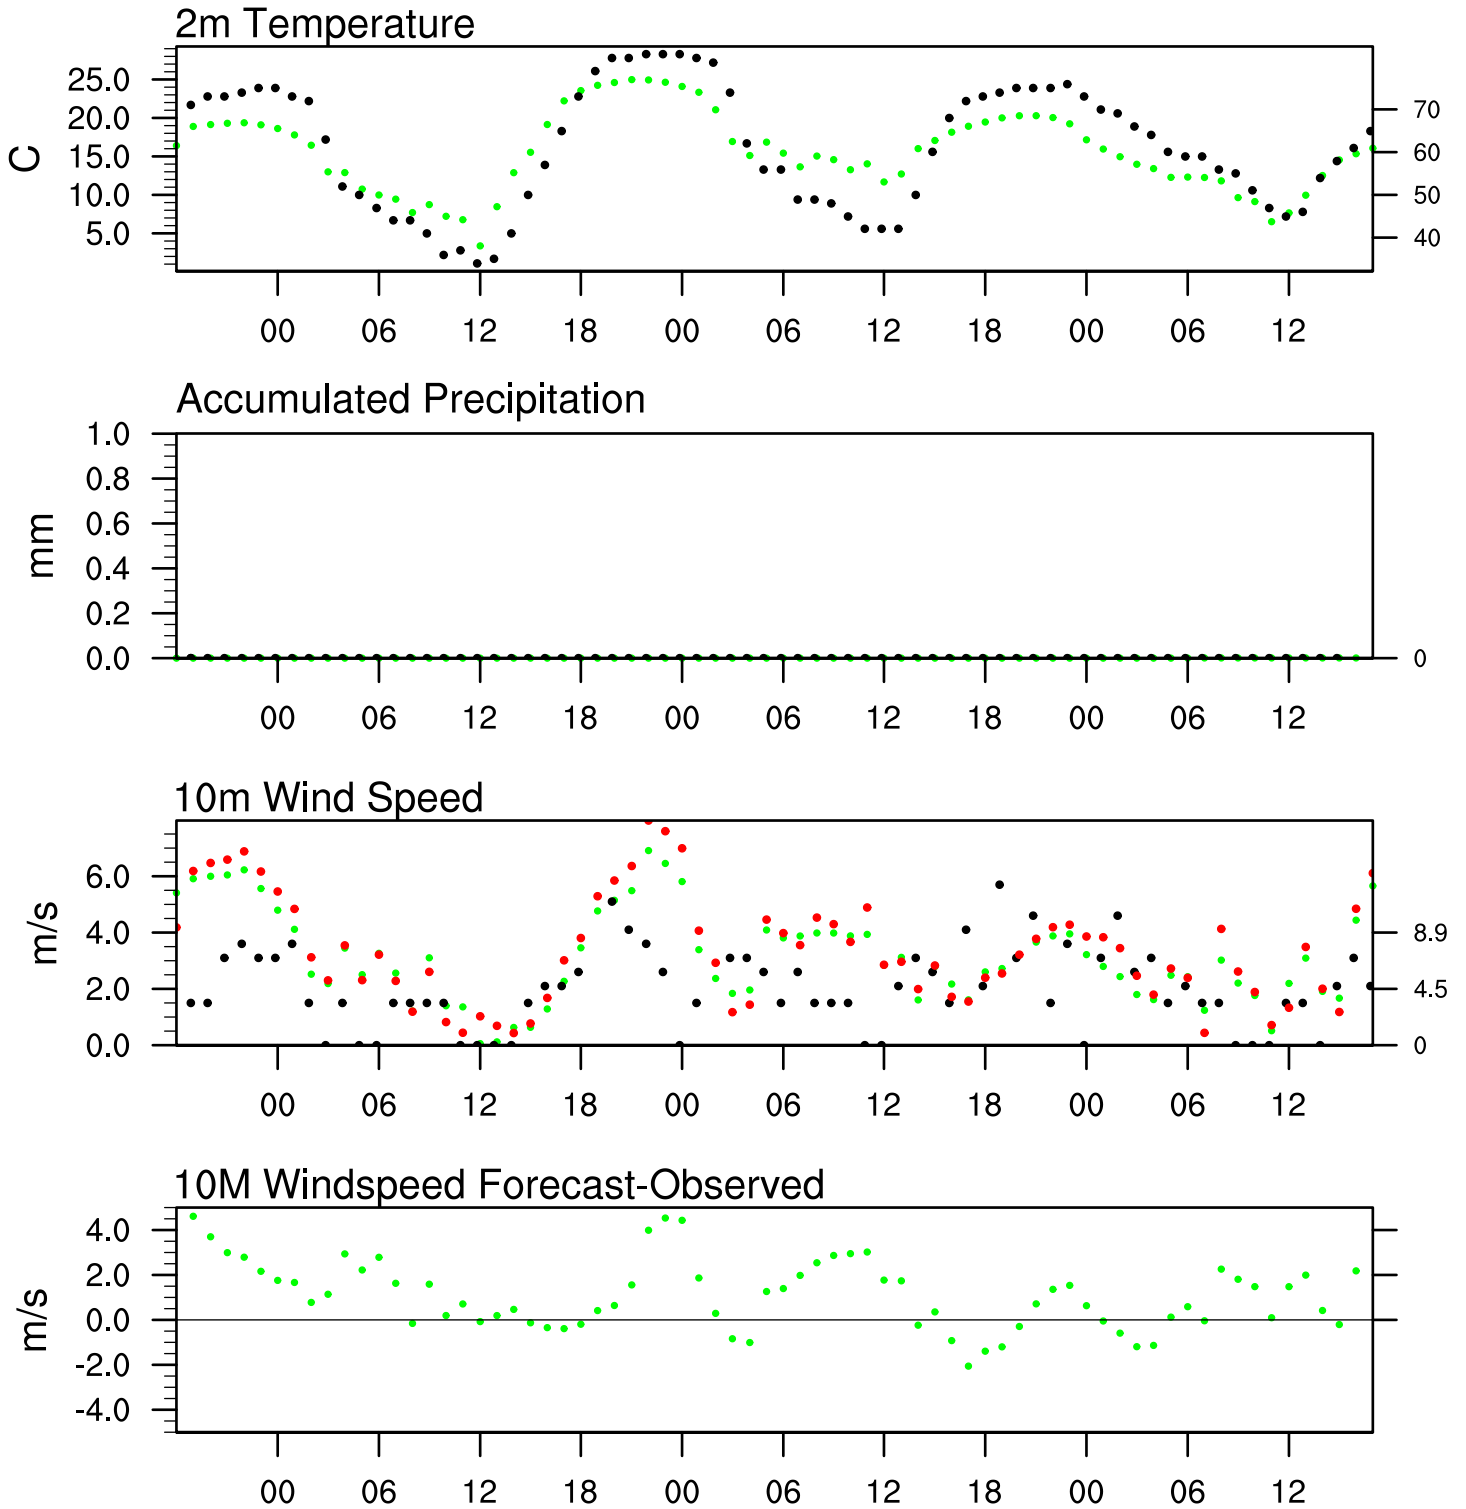 2m Temperature
C
25.0
20.0
15.0
10.0
5.0
70
60
50
40
00 06 12 18 00 06 12 18 00 06 12
Accumulated Precipitation
mm
1.0
0.8
0.6
0.4
0.2
0.0
0
00 06 12 18 00 06 12 18 00 06 12
10m Wind Speed
m/s
6.0
4.0
2.0
0.0
8.9
4.5
0
00 06 12 18 00 06 12 18 00 06 12
10M Windspeed Forecast-Observed
m/s
4.0
2.0
0.0
-2.0
-4.0
00 06 12 18 00 06 12 18 00 06 12